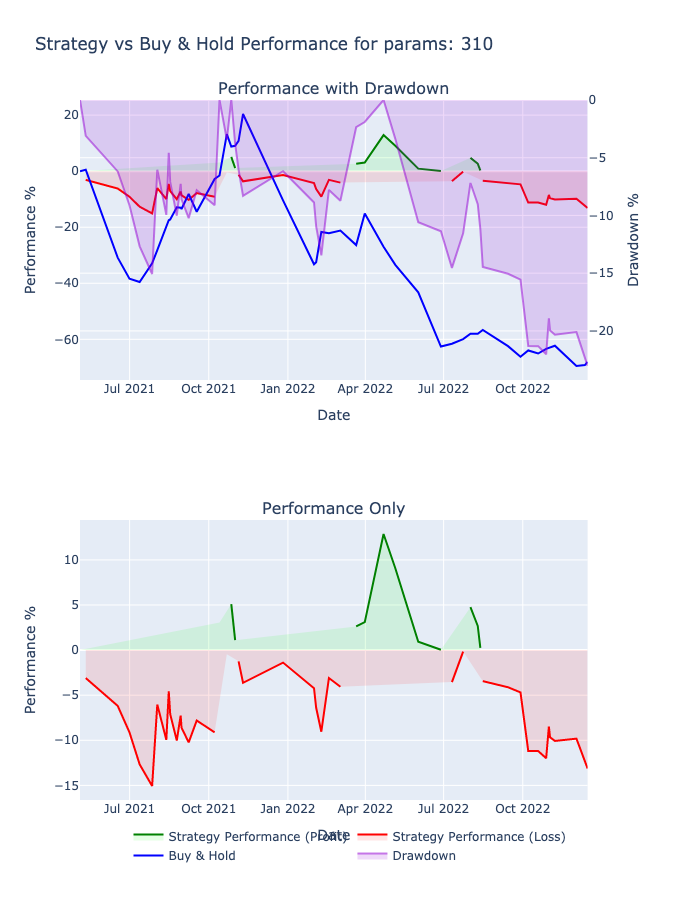 Strategy vs Buy & Hold Performance for params: 310
Performance with Drawdown
20
0
−20
−40
−60
Performance %
0
−5
−10
−15
−20
Drawdown %
Jul 2021 Oct 2021 Jan 2022 Apr 2022 Jul 2022 Oct 2022
Date
Performance Only
10
5
0
−5
−10
−15
Performance %
Jul 2021 Oct 2021 Jan 2022 Apr 2022 Jul 2022 Oct 2022
Date
Strategy Performance (Profit) Strategy Performance (Loss)
Buy & Hold Drawdown